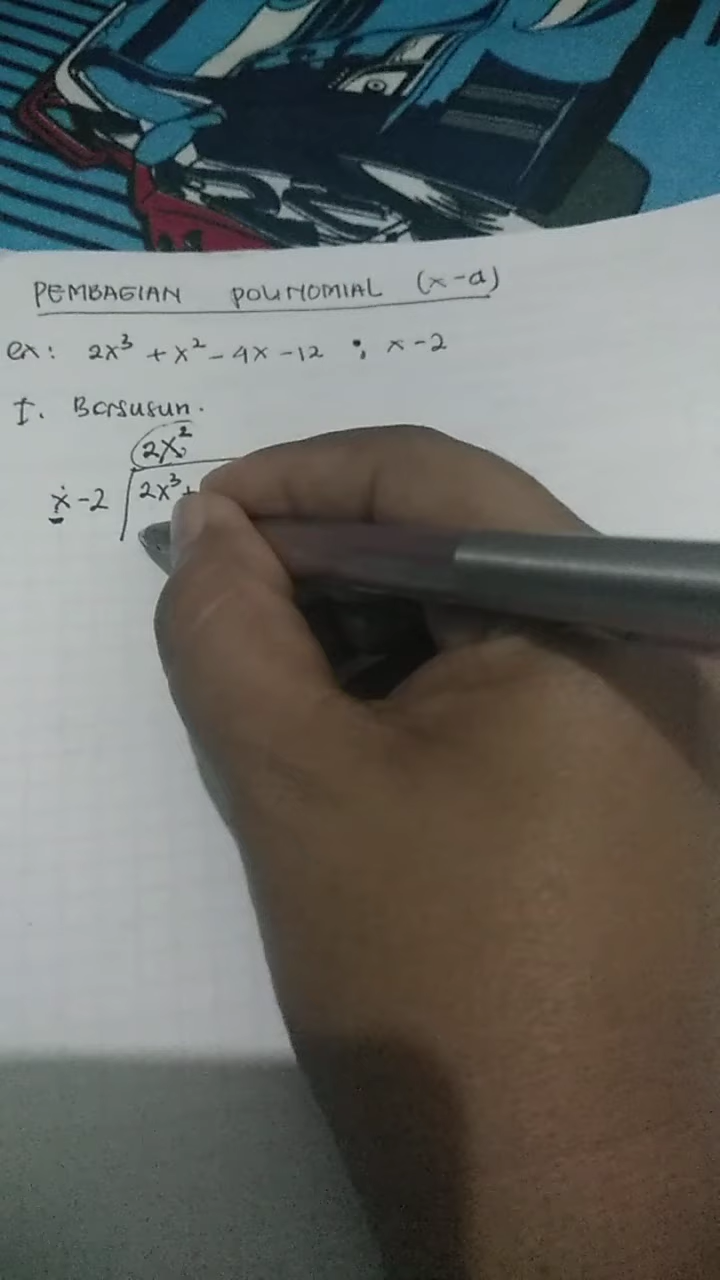 PEMBAGIAN POLINOMIAL (x-a)
ex: 2x³ + x² - 4x - 12 : x - 2
I. Bersusun.
2x²
x - 2 2x³ +